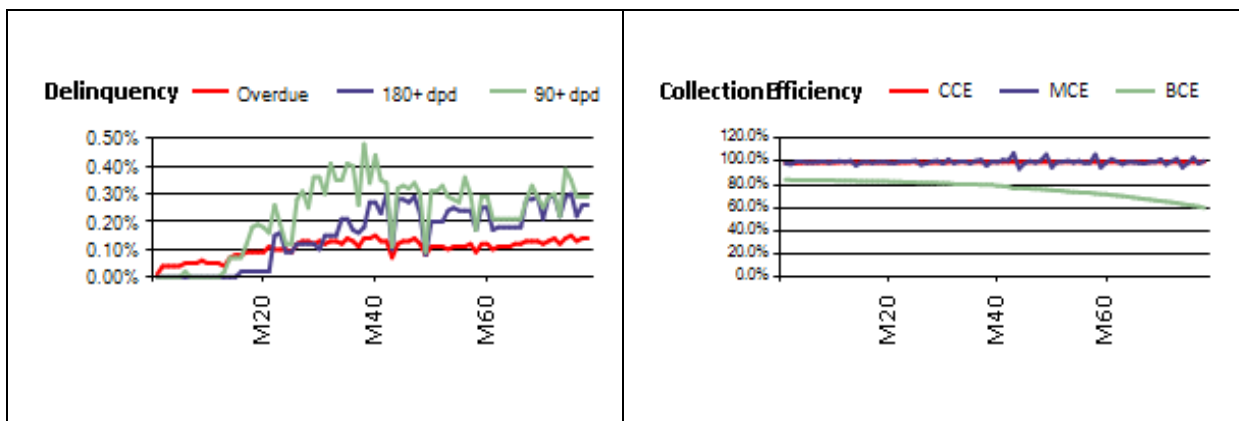 Delinquency Overdue 180+ dpd 90+ dpd
0.50%
0.40%
0.30%
0.20%
0.10%
0.00%
M20
M40
M60
Collection Efficiency CCE MCE BCE
120.0%
100.0%
80.0%
60.0%
40.0%
20.0%
0.0%
M20
M40
M60